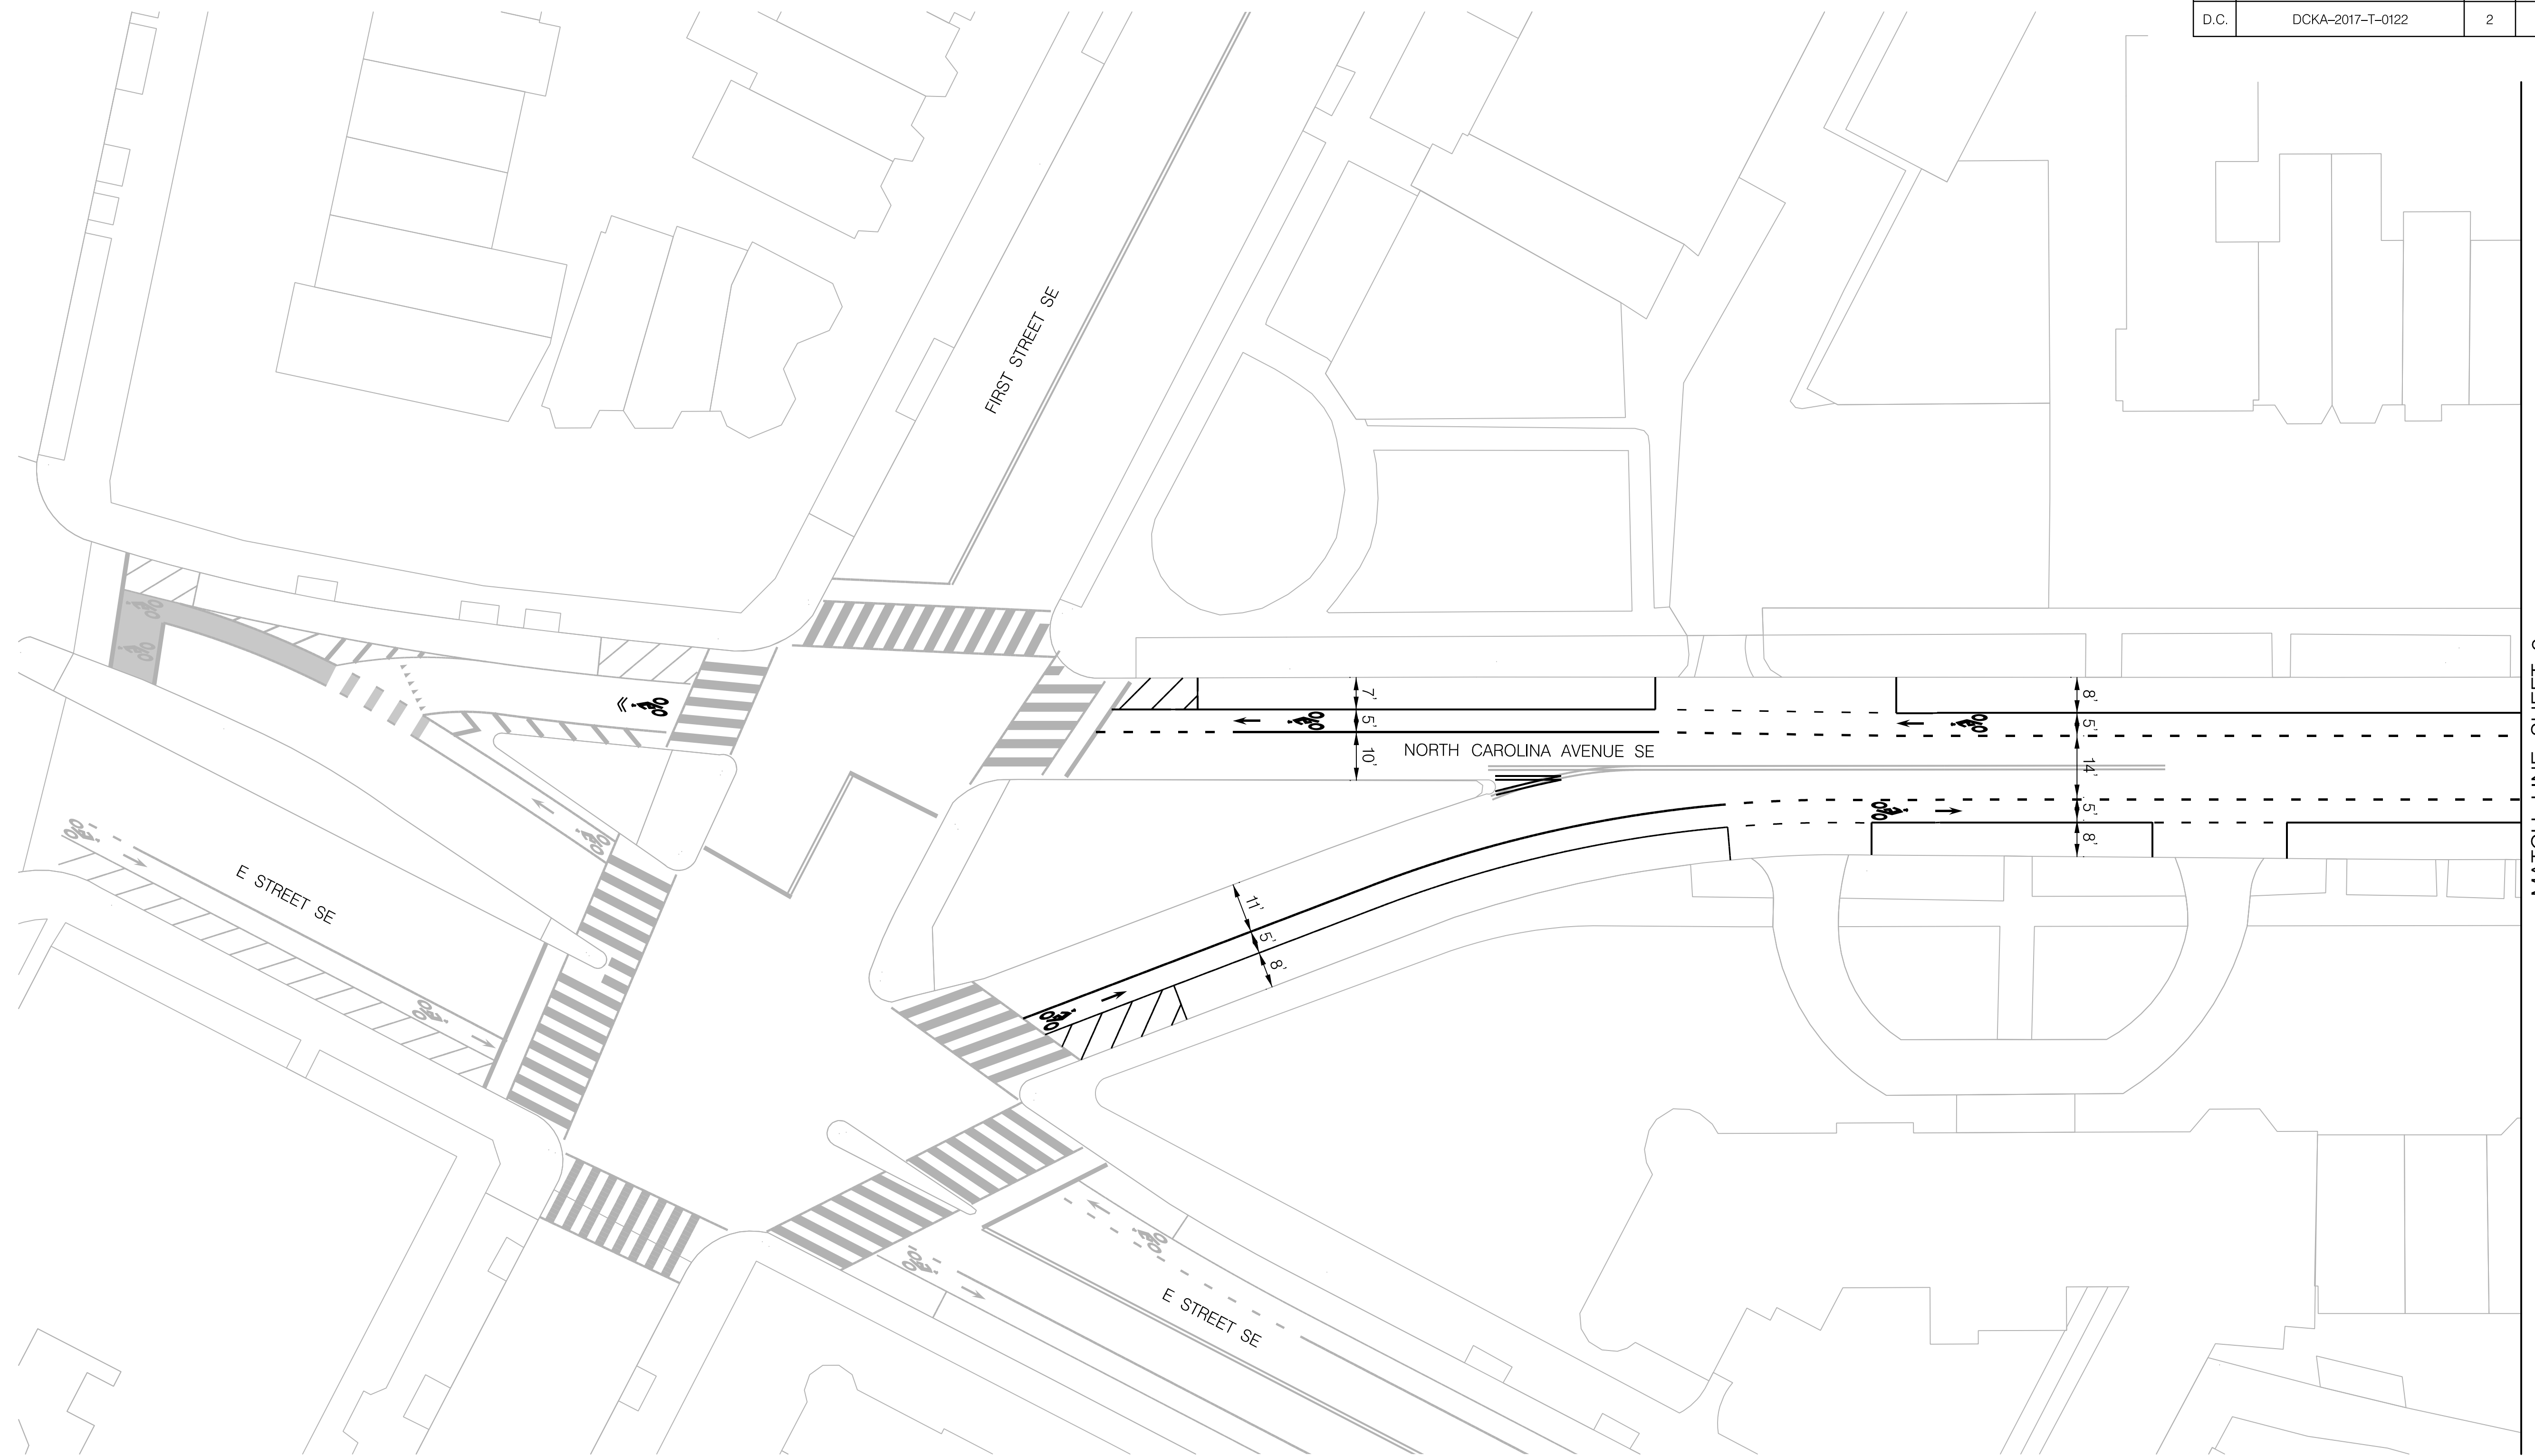 D.C. DCKA–2017–T–0122 2
FIRST STREET SE
7'
5'
10'
NORTH CAROLINA AVENUE SE
8'
5'
14'
5'
8'
11'
5'
8'
E STREET SE
E STREET SE